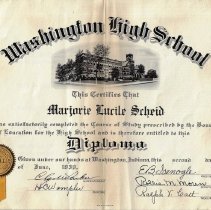 Washington High School
This Certifies That
Marjorie Lucile Scheid
has satisfactorily completed the Course of Study prescribed by the Board
of Education for the High School and is therefore entitled to this
Diploma
Given under our hands at Washington, Indiana, this second day
of June,